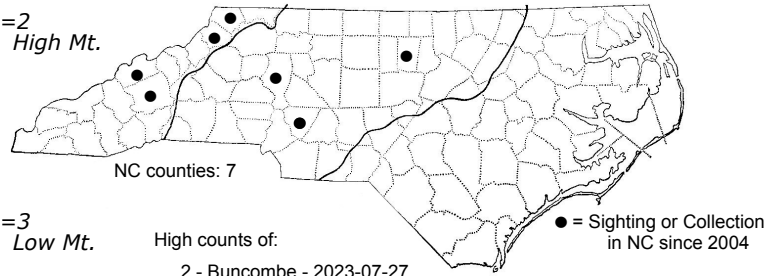 =2
High Mt.
NC counties: 7
=3
Low Mt.
High counts of:
2 - Buncombe - 2023-07-27
● = Sighting or Collection
in NC since 2004